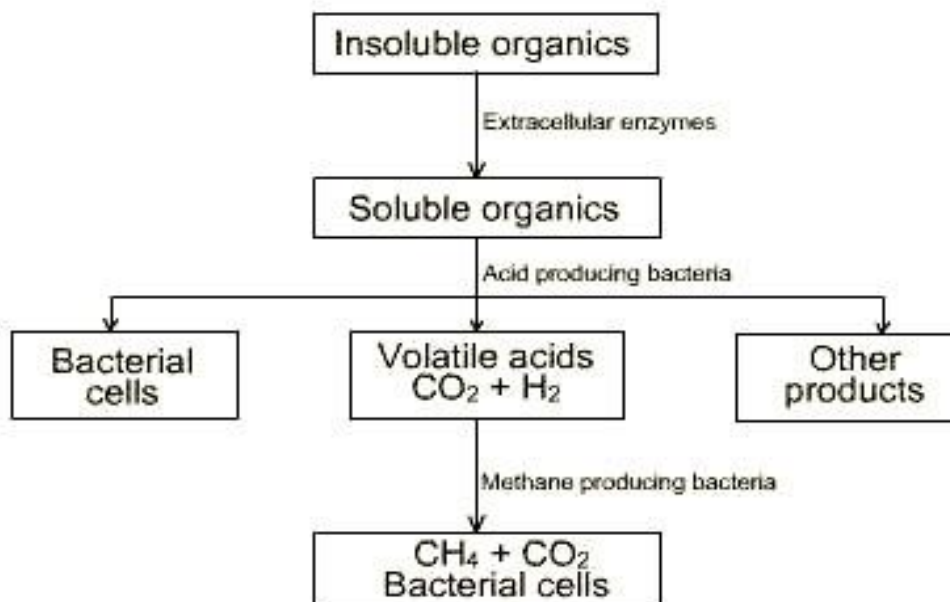 Insoluble organics
Extracellular enzymes
Soluble organics
Acid producing bacteria
Bacterial
cells
Volatile acids
CO₂ + H₂
Other
products
Methane producing bacteria
CH₄ + CO₂
Bacterial cells